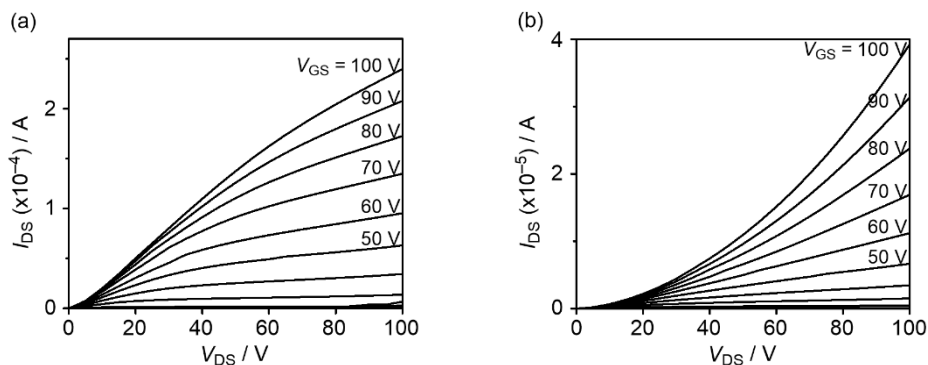 (a)
I_DS (x10⁻⁴) / A
2
1
0
V_GS = 100 V
90 V
80 V
70 V
60 V
50 V
0 20 40 60 80 100
V_DS / V
(b)
I_DS (x10⁻⁵) / A
4
3
2
1
0
V_GS = 100 V
90 V
80 V
70 V
60 V
50 V
0 20 40 60 80 100
V_DS / V